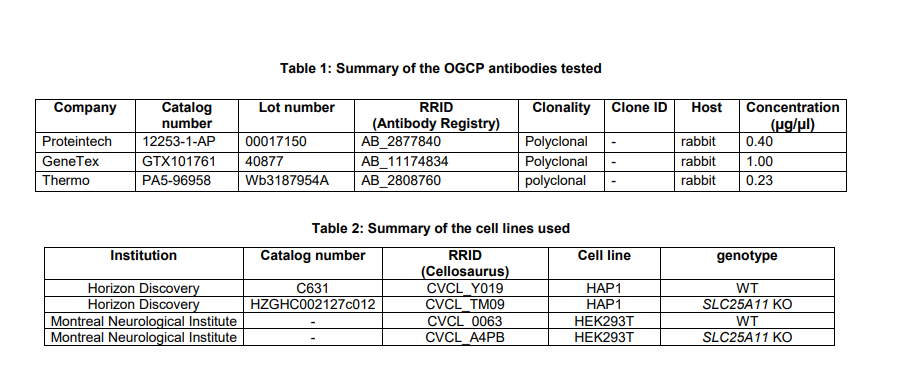 Table 1: Summary of the OGCP antibodies tested
Company Catalog number Lot number RRID (Antibody Registry) Clonality Clone ID Host Concentration (µg/µl)
Proteintech 12253-1-AP 00017150 AB_2877840 Polyclonal - rabbit 0.40
GeneTex GTX101761 40877 AB_11174834 Polyclonal - rabbit 1.00
Thermo PA5-96958 Wb3187954A AB_2808760 polyclonal - rabbit 0.23
Table 2: Summary of the cell lines used
Institution Catalog number RRID (Cellosaurus) Cell line genotype
Horizon Discovery C631 CVCL_Y019 HAP1 WT
Horizon Discovery HZGHC002127c012 CVCL_TM09 HAP1 SLC25A11 KO
Montreal Neurological Institute - CVCL_0063 HEK293T WT
Montreal Neurological Institute - CVCL_A4PB HEK293T SLC25A11 KO